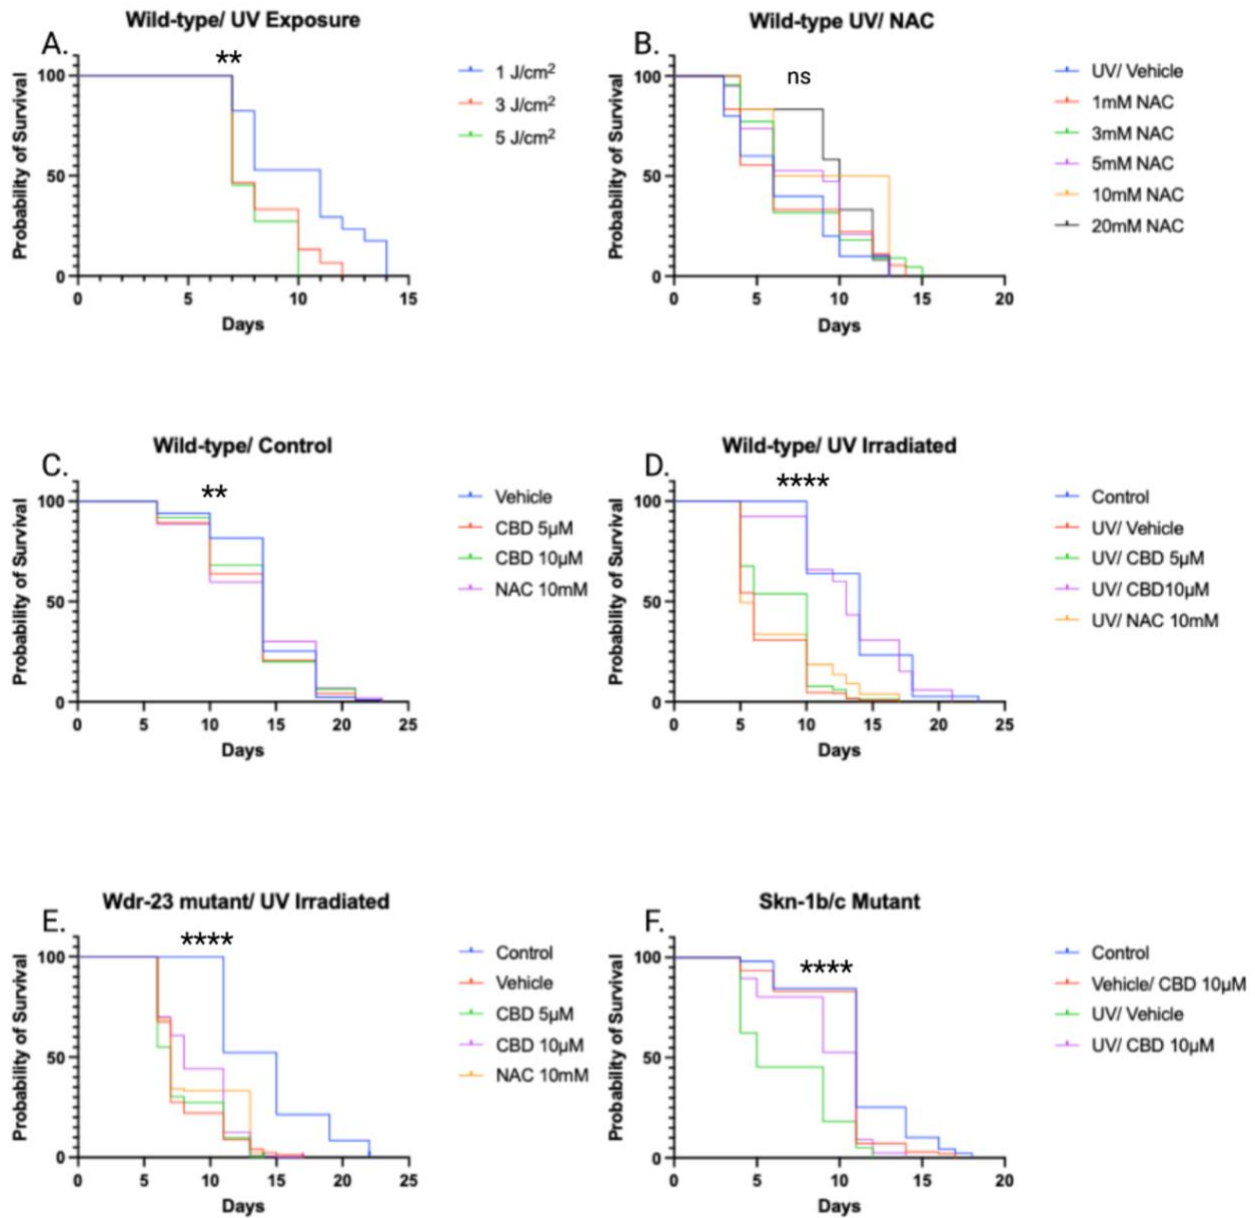 Wild-type/ UV Exposure
A.
**
Probability of Survival
100
50
0
0 5 10 15
Days
1 J/cm²
3 J/cm²
5 J/cm²
Wild-type UV/ NAC
B.
ns
Probability of Survival
100
50
0
0 5 10 15 20
Days
UV/ Vehicle
1mM NAC
3mM NAC
5mM NAC
10mM NAC
20mM NAC
Wild-type/ Control
C.
**
Probability of Survival
100
50
0
0 5 10 15 20 25
Days
Vehicle
CBD 5µM
CBD 10µM
NAC 10mM
Wild-type/ UV Irradiated
D.
****
Probability of Survival
100
50
0
0 5 10 15 20 25
Days
Control
UV/ Vehicle
UV/ CBD 5µM
UV/ CBD10µM
UV/ NAC 10mM
Wdr-23 mutant/ UV Irradiated
E.
****
Probability of Survival
100
50
0
0 5 10 15 20 25
Days
Control
Vehicle
CBD 5µM
CBD 10µM
NAC 10mM
Skn-1b/c Mutant
F.
****
Probability of Survival
100
50
0
0 5 10 15 20
Days
Control
Vehicle/ CBD 10µM
UV/ Vehicle
UV/ CBD 10µM